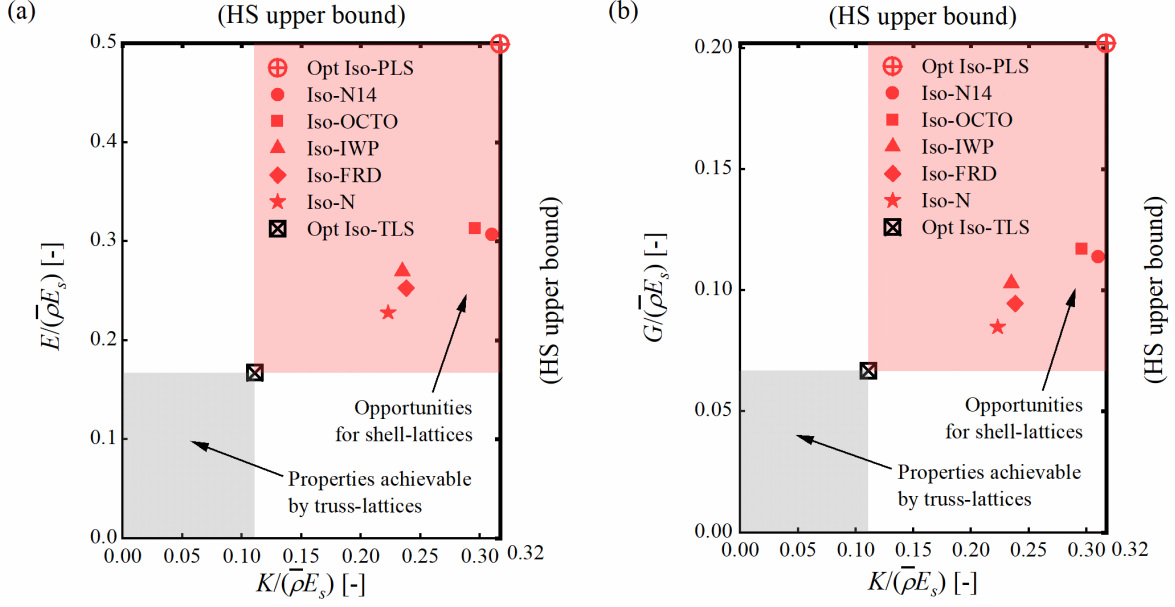 (a)
(HS upper bound)
0.5
0.4
0.3
0.2
0.1
0.0
E/(ρ̅E_s) [-]
Opt Iso-PLS
Iso-N14
Iso-OCTO
Iso-IWP
Iso-FRD
Iso-N
Opt Iso-TLS
Opportunities
for shell-lattices
Properties achievable
by truss-lattices
(HS upper bound)
0.00 0.05 0.10 0.15 0.20 0.25 0.30 0.32
K/(ρ̅E_s) [-]
(b)
(HS upper bound)
0.20
0.20
0.15
0.10
0.05
0.00
G/(ρ̅E_s) [-]
Opt Iso-PLS
Iso-N14
Iso-OCTO
Iso-IWP
Iso-FRD
Iso-N
Opt Iso-TLS
Opportunities
for shell-lattices
Properties achievable
by truss-lattices
(HS upper bound)
0.00 0.05 0.10 0.15 0.20 0.25 0.30 0.32
K/(ρ̅E_s) [-]